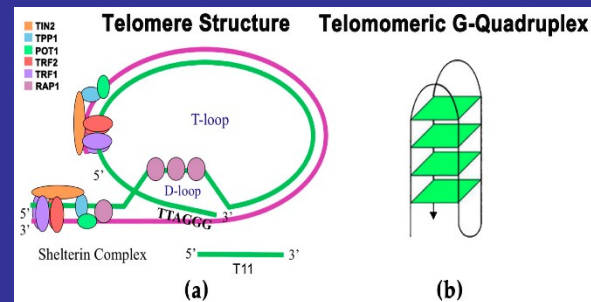 Telomere Structure
Telomomeric G-Quadruplex
TIN2
TPP1
POT1
TRF2
TRF1
RAP1
T-loop
5'
D-loop
TTAGGG
3'
5'
3'
Shelterin Complex
5'
3'
T11
(a)
(b)